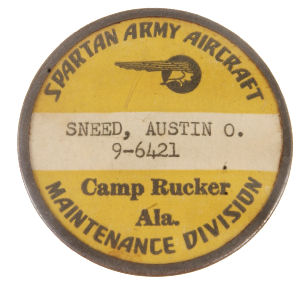 SPARTAN ARMY AIRCRAFT
SNEED, AUSTIN O.
9-6421
Camp Rucker
Ala.
MAINTENANCE DIVISION